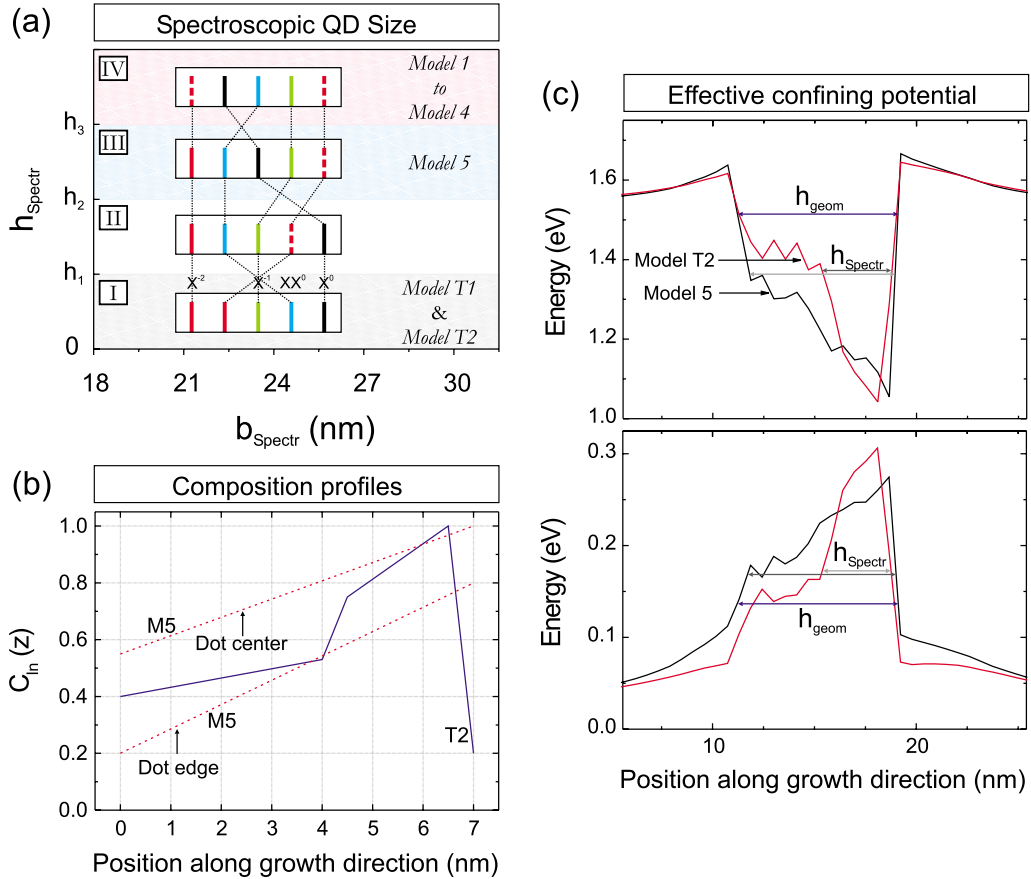 (a)
Spectroscopic QD Size
IV
Model 1
to
Model 4
h3
III
Model 5
h2
II
h1
X-2
X-1
XX0
X0
I
Model T1
&
Model T2
0
hSpectr
18
21
24
27
30
bSpectr (nm)
(b)
Composition profiles
1.0
0.8
0.6
0.4
0.2
0.0
CIn (z)
M5
Dot center
M5
Dot edge
T2
0
1
2
3
4
5
6
7
Position along growth direction (nm)
(c)
Effective confining potential
1.6
1.4
1.2
1.0
Energy (eV)
hgeom
Model T2
hSpectr
Model 5
0.3
0.2
0.1
0.0
Energy (eV)
hSpectr
hgeom
10
20
Position along growth direction (nm)